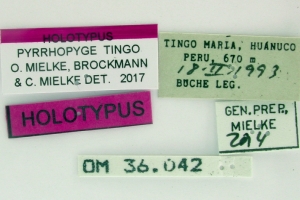 HOLOTYPUS
PYRRHOPYGE TINGO
O. MIELKE, BROCKMANN
& C. MIELKE DET. 2017
TINGO MARIA, HUÁNUCO
PERU, 670 m
18-II-1993
BUCHE LEG.
HOLOTYPUS
GEN. PREP.
MIELKE
294
OM 36.042